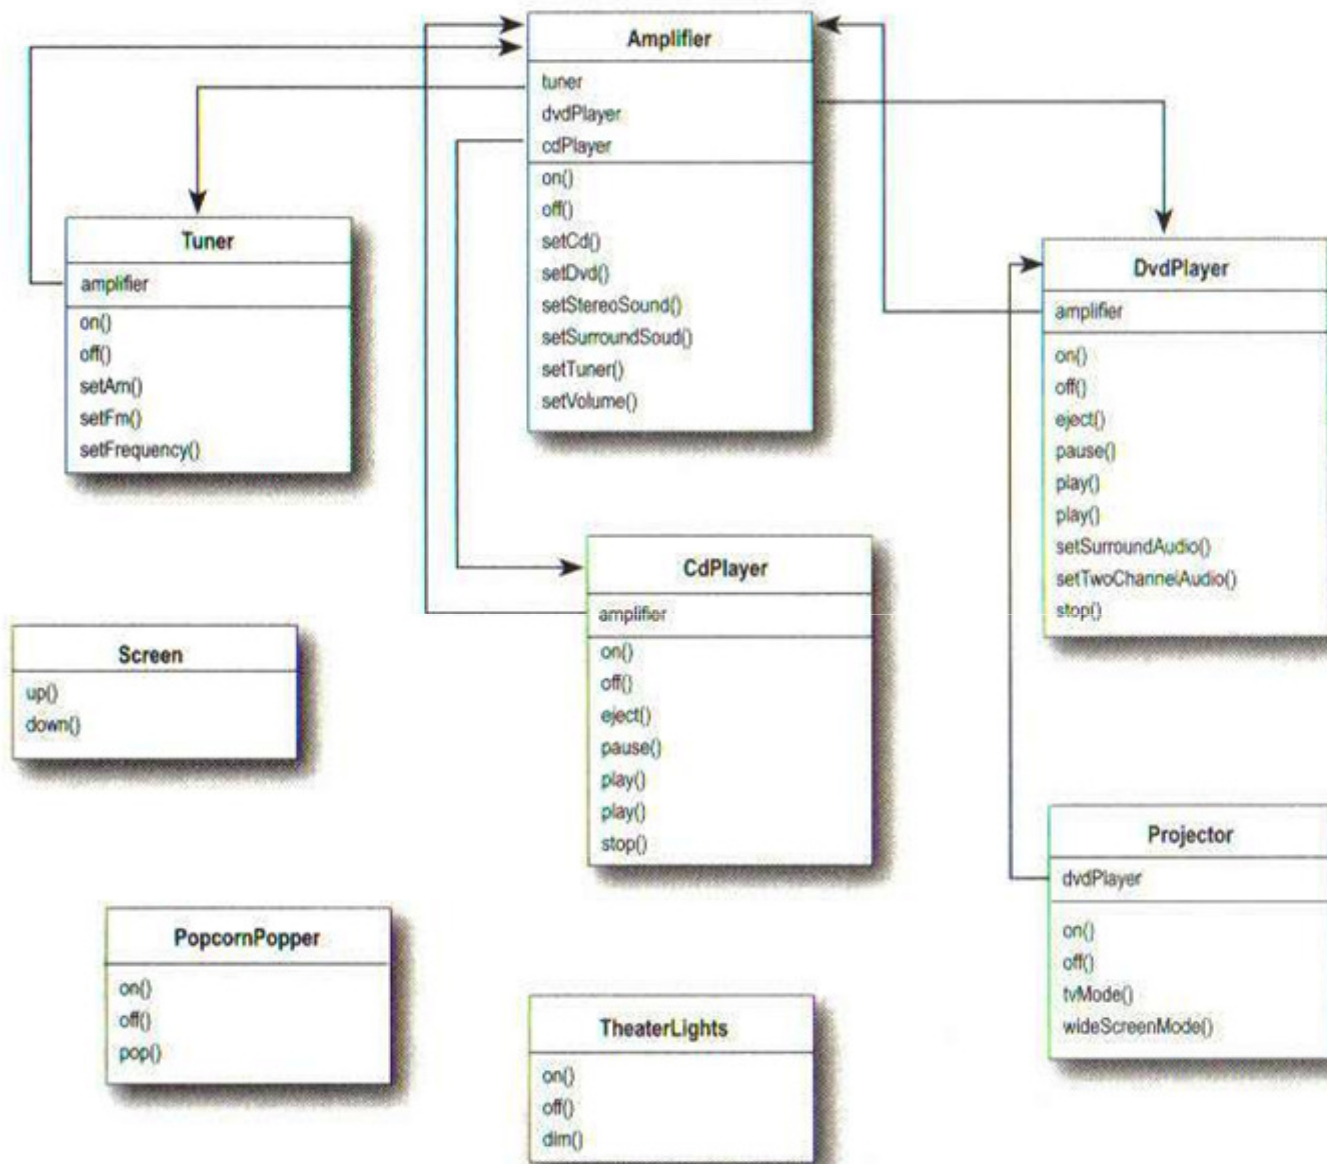 Amplifier
tuner
dvdPlayer
cdPlayer
on()
off()
setCd()
setDvd()
setStereoSound()
setSurroundSoud()
setTuner()
setVolume()
Tuner
amplifier
on()
off()
setAm()
setFm()
setFrequency()
DvdPlayer
amplifier
on()
off()
eject()
pause()
play()
play()
setSurroundAudio()
setTwoChannelAudio()
stop()
CdPlayer
amplifier
on()
off()
eject()
pause()
play()
play()
stop()
Screen
up()
down()
Projector
dvdPlayer
on()
off()
tvMode()
wideScreenMode()
PopcornPopper
on()
off()
pop()
TheaterLights
on()
off()
dim()